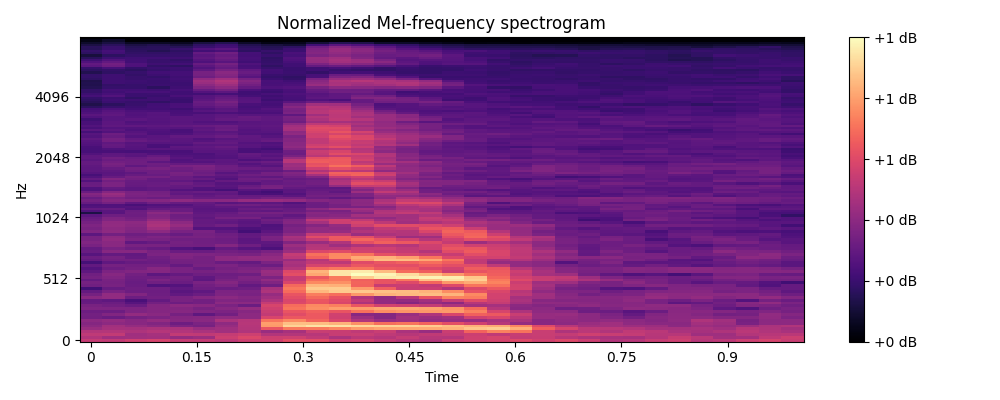 Normalized Mel-frequency spectrogram
Hz
4096
2048
1024
512
0
0 0.15 0.3 0.45 0.6 0.75 0.9
Time
+1 dB
+1 dB
+1 dB
+0 dB
+0 dB
+0 dB